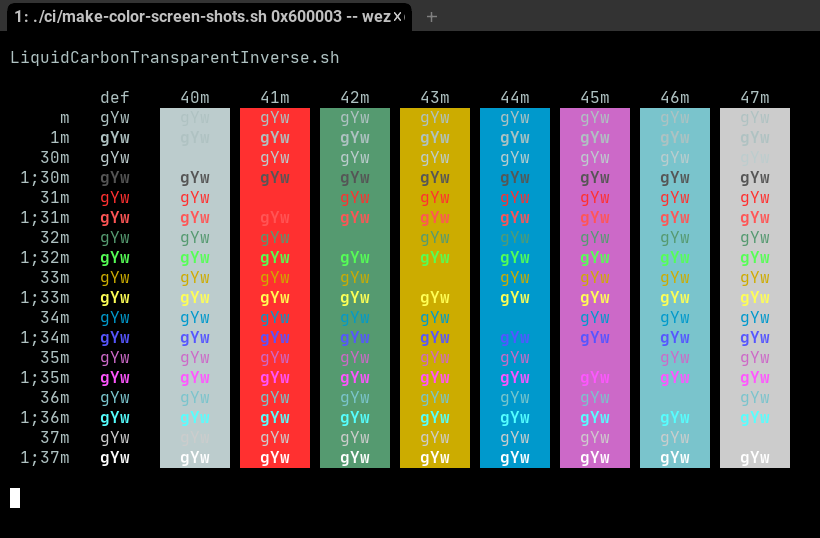 1: ./ci/make-color-screen-shots.sh 0x600003 -- wez
LiquidCarbonTransparentInverse.sh
def 40m 41m 42m 43m 44m 45m 46m 47m
m gYw gYw gYw gYw gYw gYw gYw gYw gYw
1m gYw gYw gYw gYw gYw gYw gYw gYw gYw
30m gYw gYw gYw gYw gYw gYw gYw gYw
1;30m gYw gYw gYw gYw gYw gYw gYw gYw gYw
31m gYw gYw gYw gYw gYw gYw gYw gYw
1;31m gYw gYw gYw gYw gYw gYw gYw gYw gYw
32m gYw gYw gYw gYw gYw gYw gYw gYw
1;32m gYw gYw gYw gYw gYw gYw gYw gYw gYw
33m gYw gYw gYw gYw gYw gYw gYw gYw
1;33m gYw gYw gYw gYw gYw gYw gYw gYw gYw
34m gYw gYw gYw gYw gYw gYw gYw gYw
1;34m gYw gYw gYw gYw gYw gYw gYw gYw gYw
35m gYw gYw gYw gYw gYw gYw gYw gYw
1;35m gYw gYw gYw gYw gYw gYw gYw gYw gYw
36m gYw gYw gYw gYw gYw gYw gYw gYw
1;36m gYw gYw gYw gYw gYw gYw gYw gYw gYw
37m gYw gYw gYw gYw gYw gYw gYw gYw
1;37m gYw gYw gYw gYw gYw gYw gYw gYw gYw